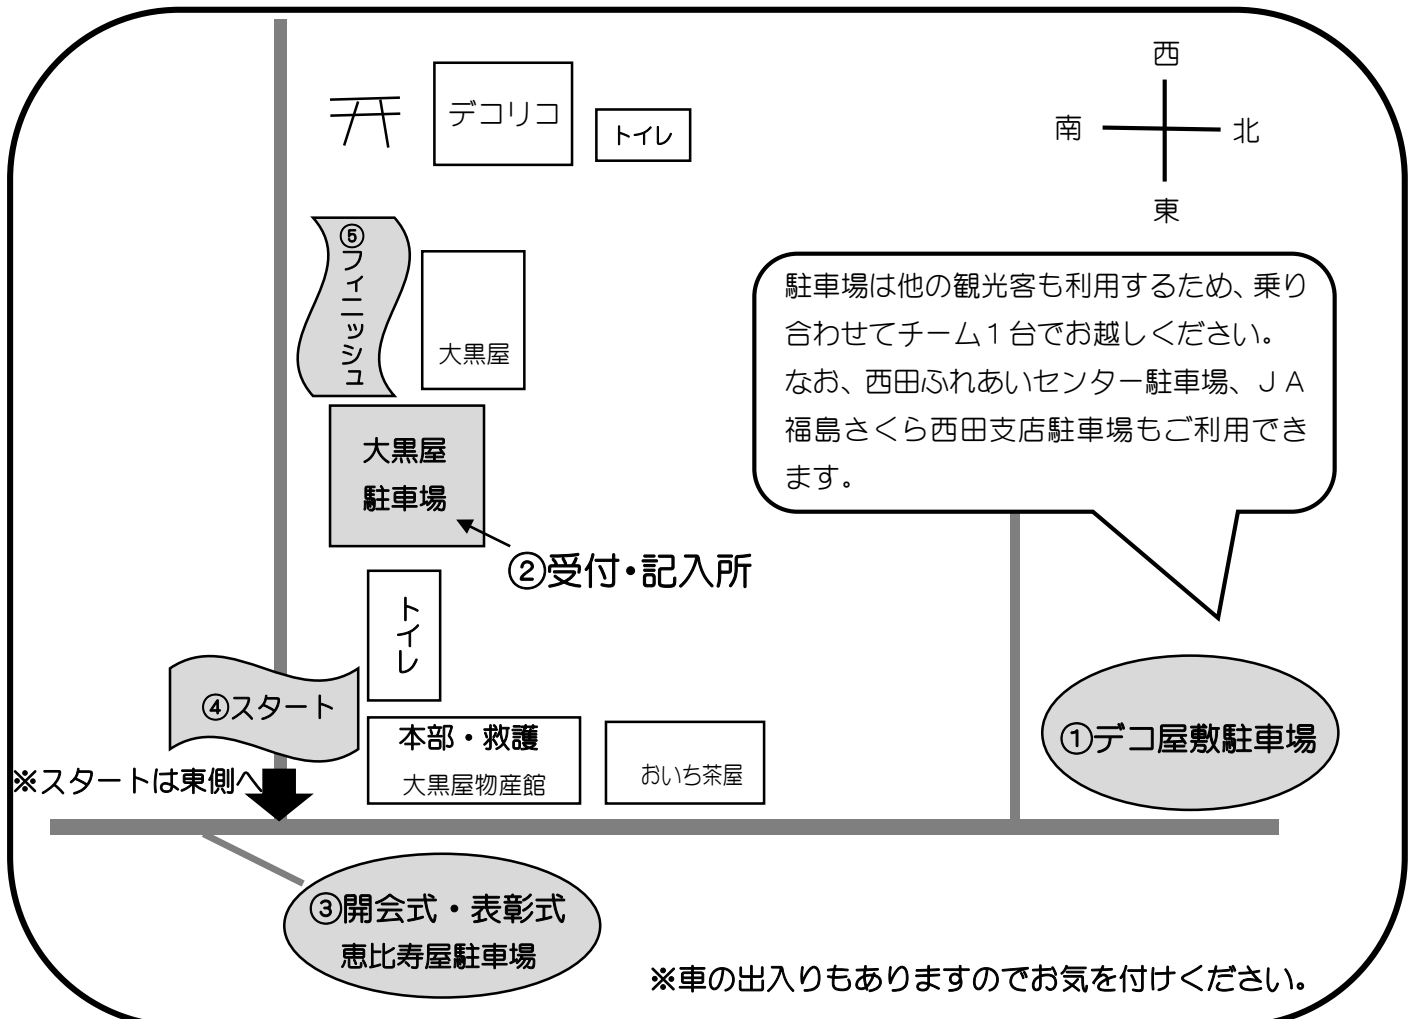 西
南
北
東
デコリコ
トイレ
⑤フィニッシュ
大黒屋
駐車場は他の観光客も利用するため、乗り
合わせてチーム1台でお越しください。
なお、西田ふれあいセンター駐車場、JA
福島さくら西田支店駐車場もご利用でき
ます。
大黒屋
駐車場
②受付・記入所
トイレ
④スタート
本部・救護
大黒屋物産館
おいち茶屋
①デコ屋敷駐車場
※スタートは東側へ
③開会式・表彰式
恵比寿屋駐車場
※車の出入りもありますのでお気を付けください。